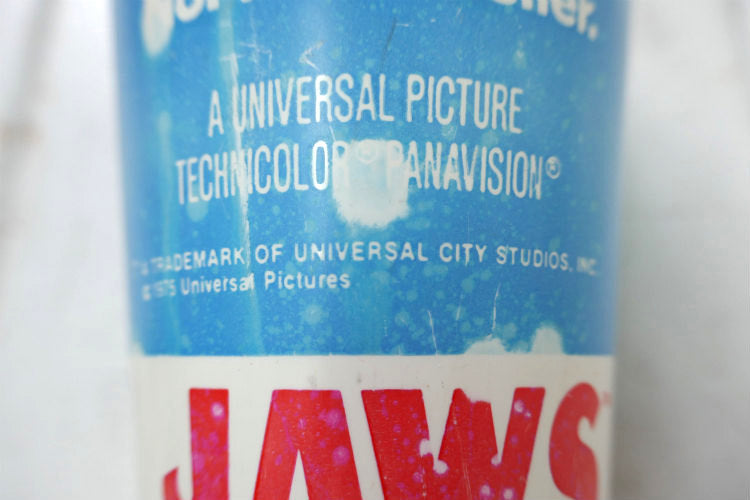 A UNIVERSAL PICTURE
TECHNICOLOR® PANAVISION®
TRADEMARK OF UNIVERSAL CITY STUDIOS, INC.
© 1975 Universal Pictures
JAWS